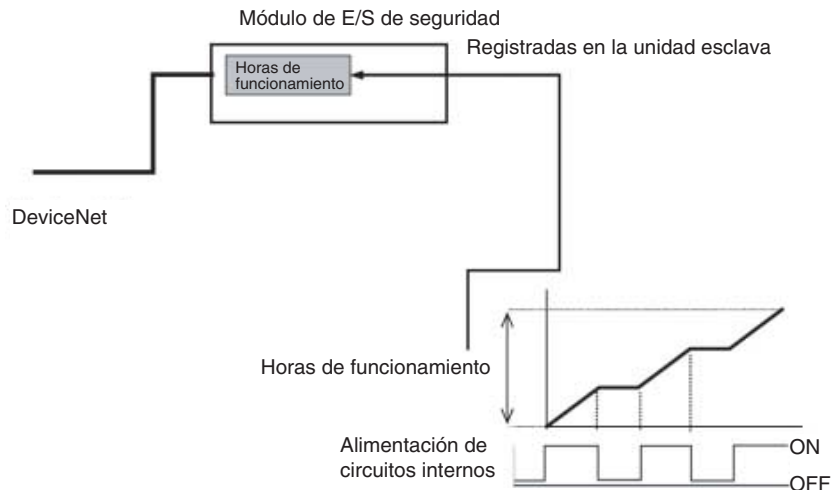 Módulo de E/S de seguridad
Registradas en la unidad esclava
Horas de
funcionamiento
DeviceNet
Horas de funcionamiento
Alimentación de
circuitos internos
ON
OFF